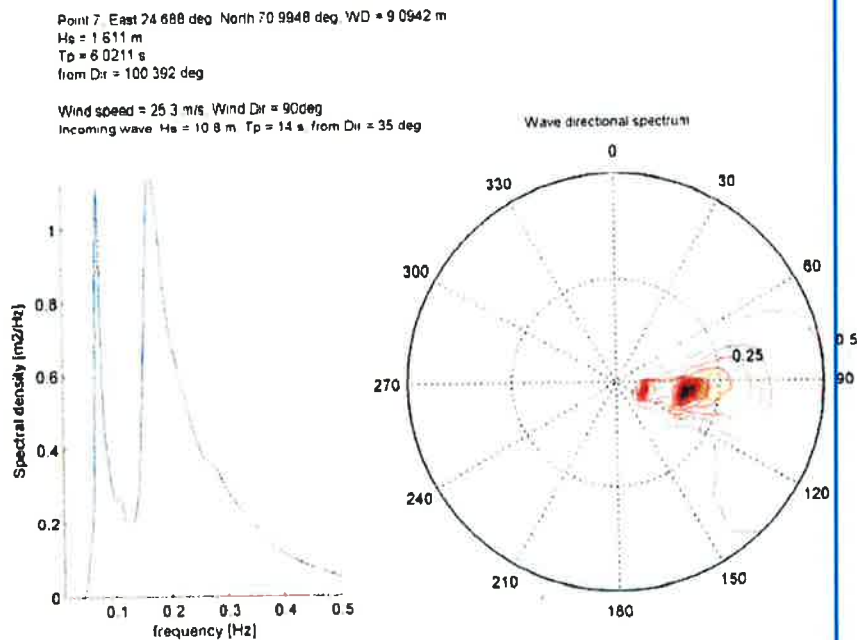 Point 7, East 24.688 deg North 70.9948 deg, WD = 9.0942 m
Hs = 1.611 m
Tp = 6.0211 s
from Dir = 100.392 deg
Wind speed = 25.3 m/s, Wind Dir = 90deg
Incoming wave Hs = 10.8 m, Tp = 14 s, from Dir = 35 deg
Spectral density [m2/Hz]
1
0.8
0.6
0.4
0.2
0
0.1
0.2
0.3
0.4
0.5
frequency [Hz]
Wave directional spectrum
0
330
30
300
60
0.5
0.25
270
90
240
120
210
150
180